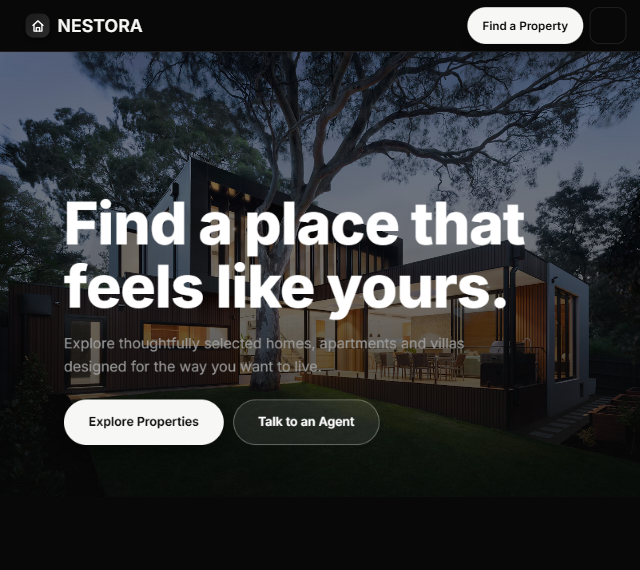 NESTORA
Find a Property
Find a place that
feels like yours.
Explore thoughtfully selected homes, apartments and villas
designed for the way you want to live.
Explore Properties
Talk to an Agent